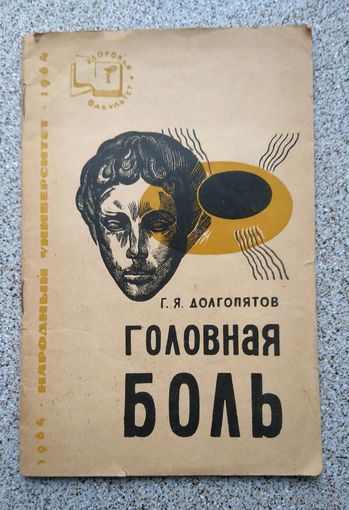 ЗДОРОВЬЯ
ФАКУЛЬТЕТ
1964 · НАРОДНЫЙ УНИВЕРСИТЕТ · 1964
Г. Я. ДОЛГОПЯТОВ
ГОЛОВНАЯ
БОЛЬ